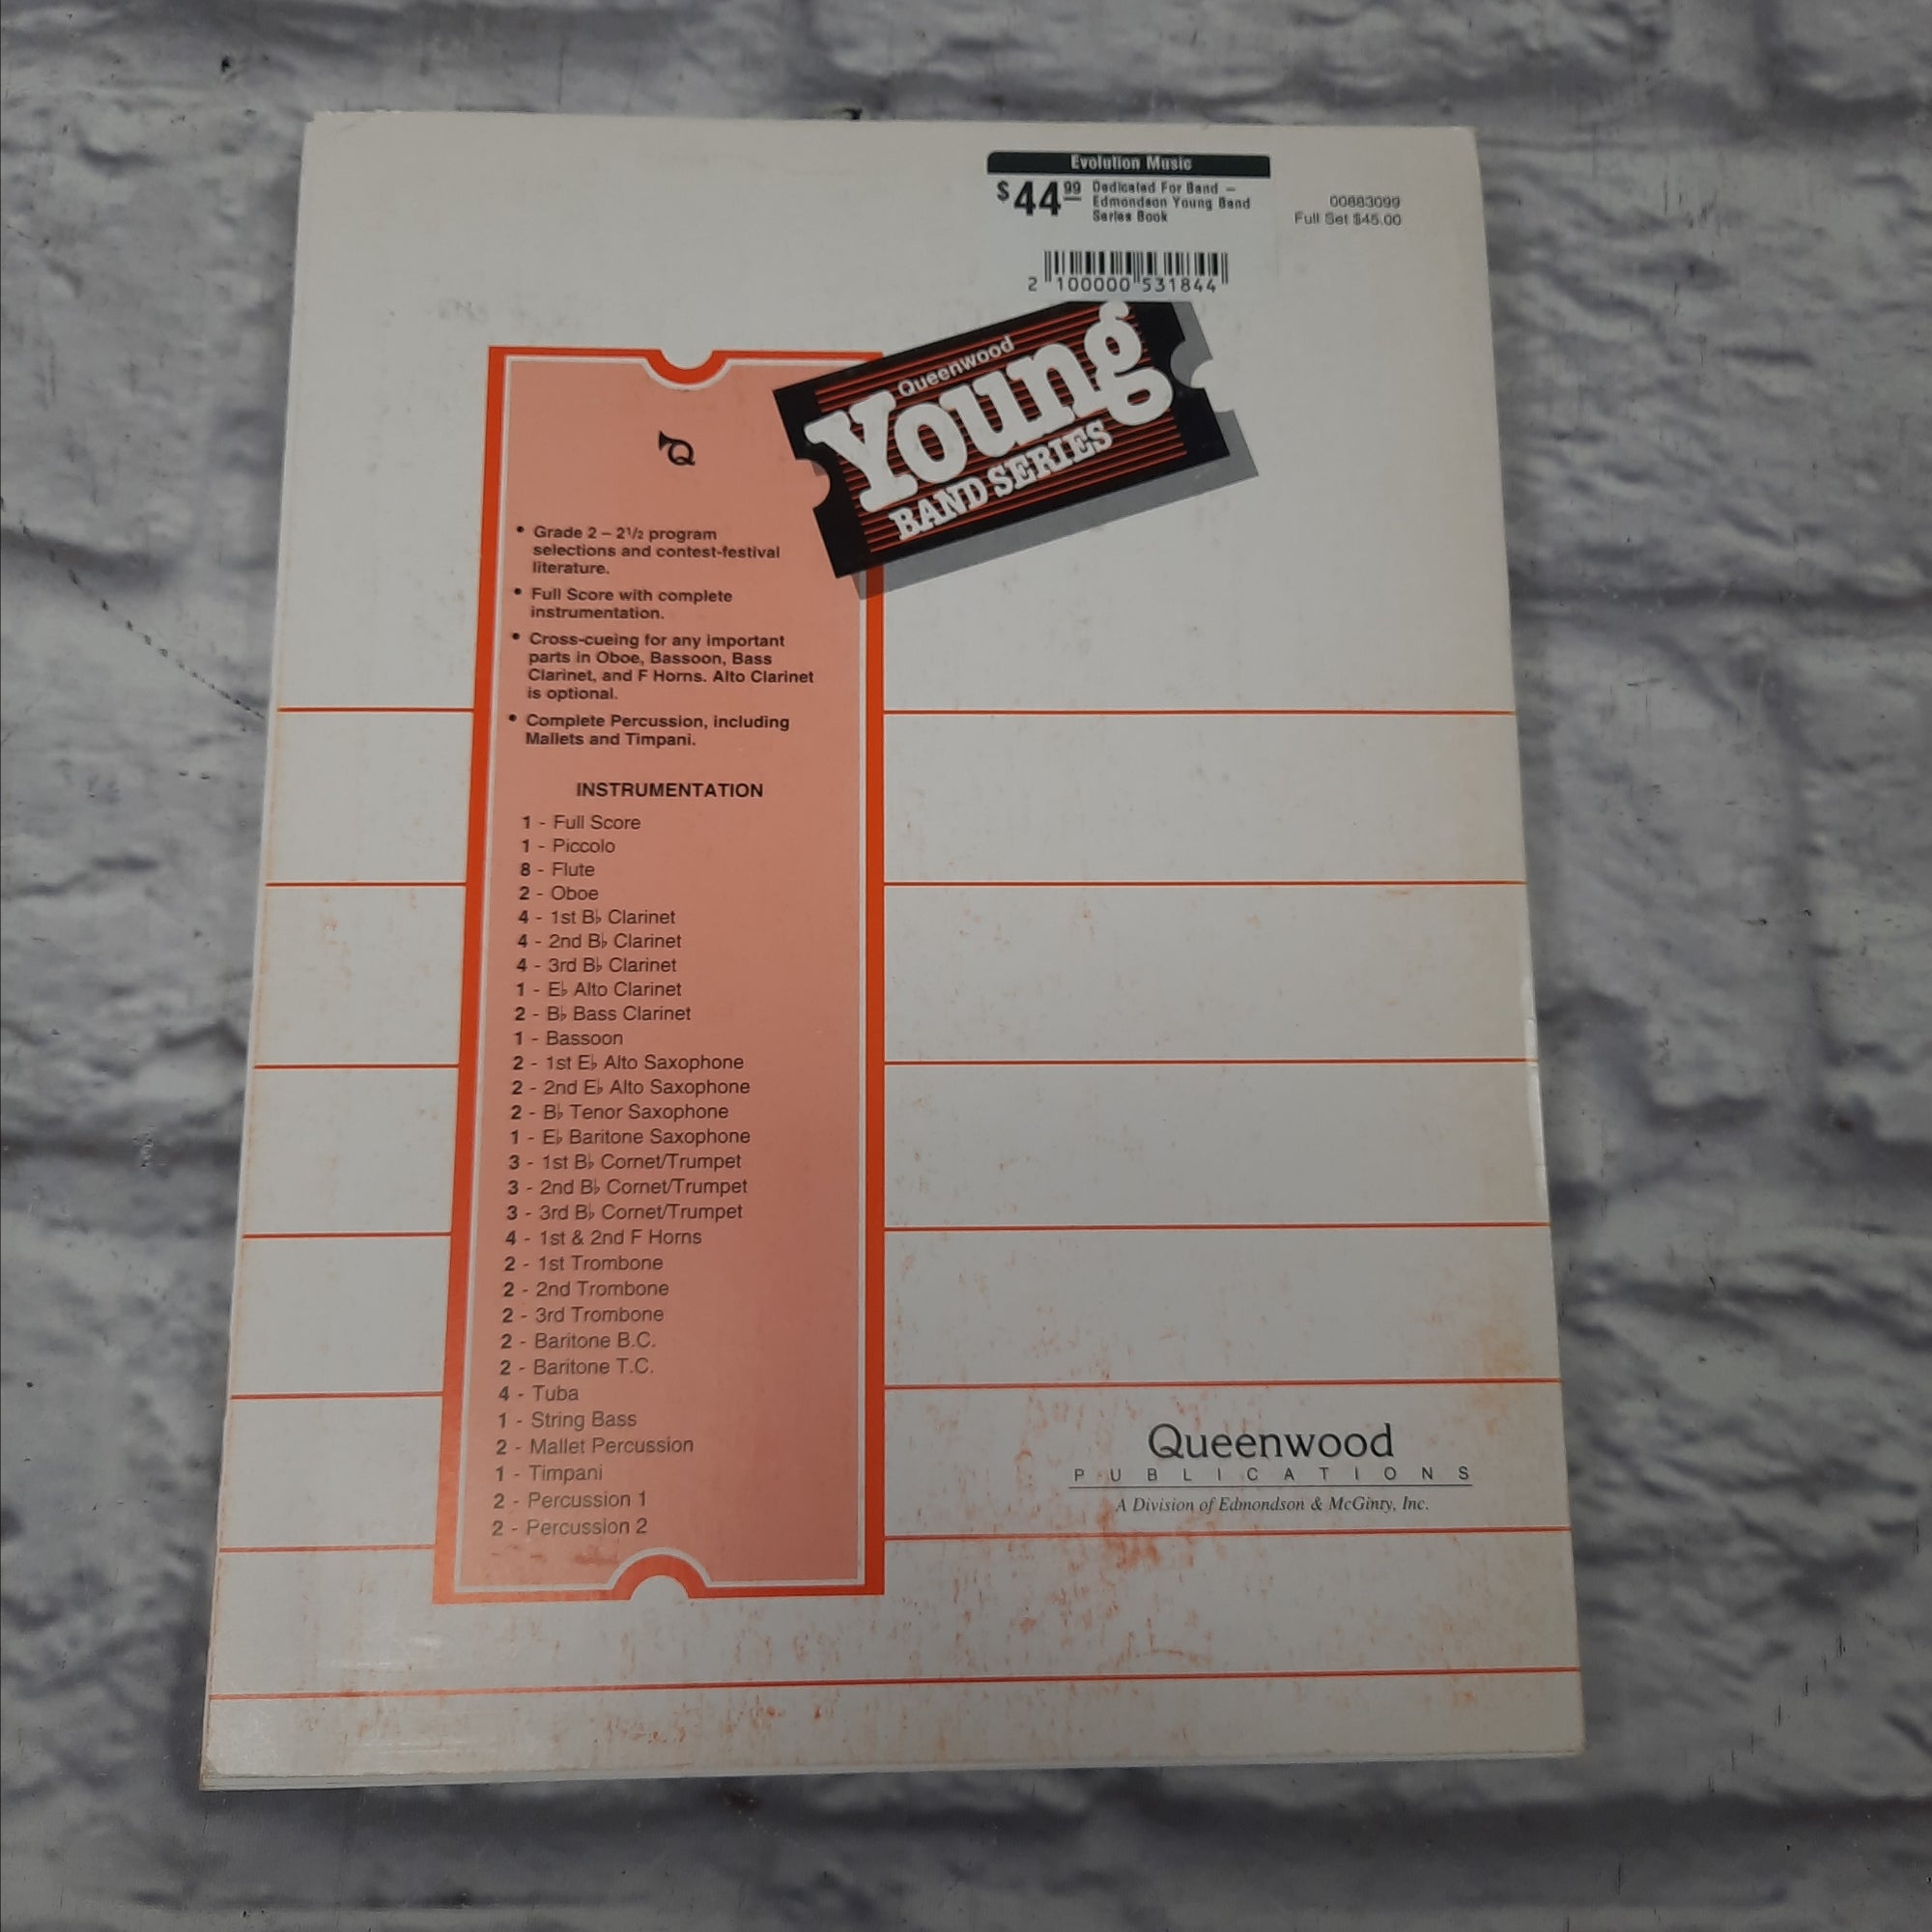 Evolution Music
$44.99 Dedicated For Band –
Edmondson Young Band
Series Book
2 100000 531844
00883099
Full Set $45.00
Queenwood
Young
BAND SERIES
Q
• Grade 2 – 2½ program
selections and contest-festival
literature.
• Full Score with complete
instrumentation.
• Cross-cueing for any important
parts in Oboe, Bassoon, Bass
Clarinet, and F Horns. Alto Clarinet
is optional.
• Complete Percussion, including
Mallets and Timpani.
INSTRUMENTATION
1 - Full Score
1 - Piccolo
8 - Flute
2 - Oboe
4 - 1st B♭ Clarinet
4 - 2nd B♭ Clarinet
4 - 3rd B♭ Clarinet
1 - E♭ Alto Clarinet
2 - B♭ Bass Clarinet
1 - Bassoon
2 - 1st E♭ Alto Saxophone
2 - 2nd E♭ Alto Saxophone
2 - B♭ Tenor Saxophone
1 - E♭ Baritone Saxophone
3 - 1st B♭ Cornet/Trumpet
3 - 2nd B♭ Cornet/Trumpet
3 - 3rd B♭ Cornet/Trumpet
4 - 1st & 2nd F Horns
2 - 1st Trombone
2 - 2nd Trombone
2 - 3rd Trombone
2 - Baritone B.C.
2 - Baritone T.C.
4 - Tuba
1 - String Bass
2 - Mallet Percussion
1 - Timpani
2 - Percussion 1
2 - Percussion 2
Queenwood
PUBLICATIONS
A Division of Edmondson & McGinty, Inc.